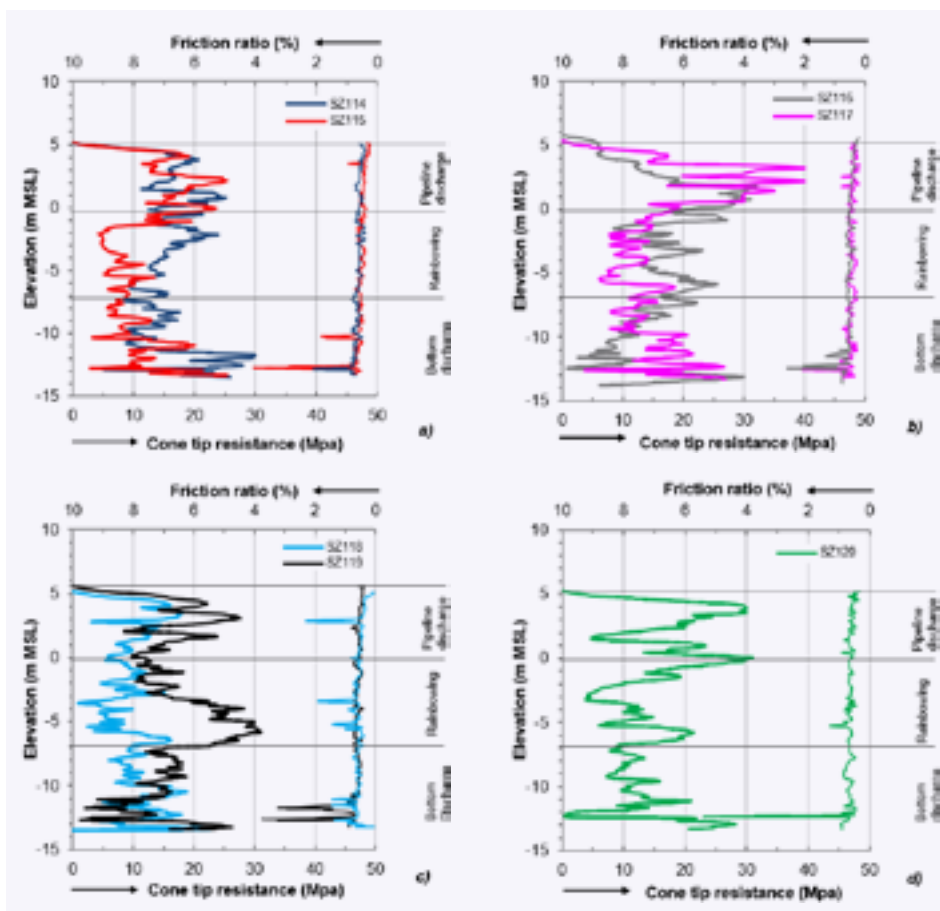 Friction ratio (%)
10 8 6 4 2 0
10
5
0
-5
-10
-15
Elevation (m MSL)
SZ114
SZ115
Pipeline
discharge
Rainbowing
Bottom
discharge
0 10 20 30 40 50
Cone tip resistance (Mpa)
a)
Friction ratio (%)
10 8 6 4 2 0
10
5
0
-5
-10
-15
Elevation (m MSL)
SZ116
SZ117
Pipeline
discharge
Rainbowing
Bottom
discharge
0 10 20 30 40 50
Cone tip resistance (Mpa)
b)
Friction ratio (%)
10 8 6 4 2 0
10
5
0
-5
-10
-15
Elevation (m MSL)
SZ118
SZ119
Pipeline
discharge
Rainbowing
Bottom
discharge
0 10 20 30 40 50
Cone tip resistance (Mpa)
c)
Friction ratio (%)
10 8 6 4 2 0
10
5
0
-5
-10
-15
Elevation (m MSL)
SZ120
Pipeline
discharge
Rainbowing
Bottom
discharge
0 10 20 30 40 50
Cone tip resistance (Mpa)
d)